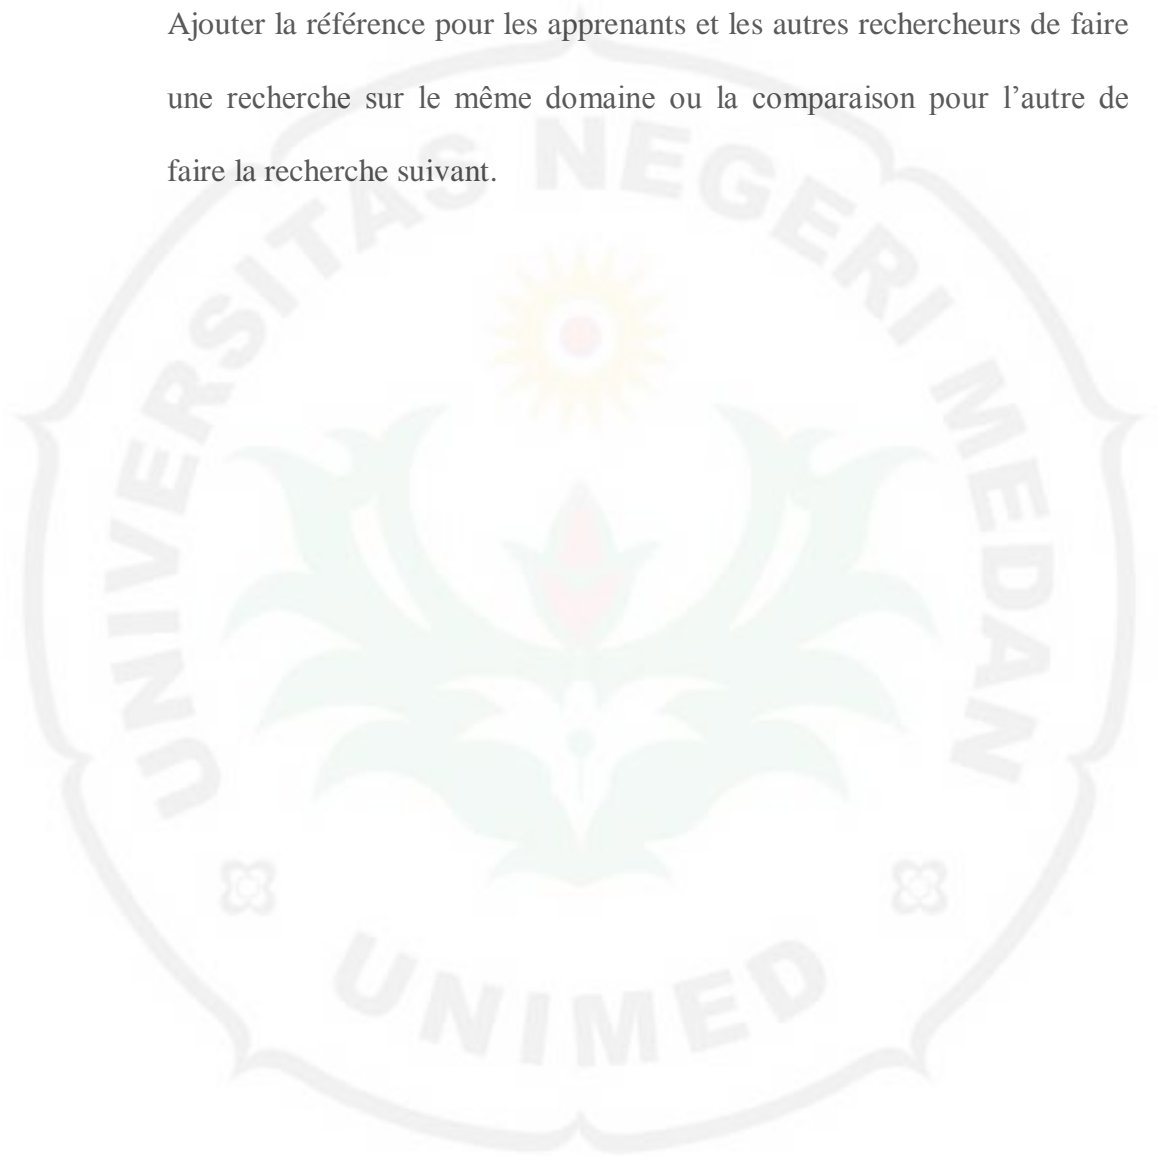 Ajouter la référence pour les apprenants et les autres rechercheurs de faire
une recherche sur le même domaine ou la comparaison pour l’autre de
faire la recherche suivant.
UNIVERSITAS NEGERI MEDAN
UNIMED